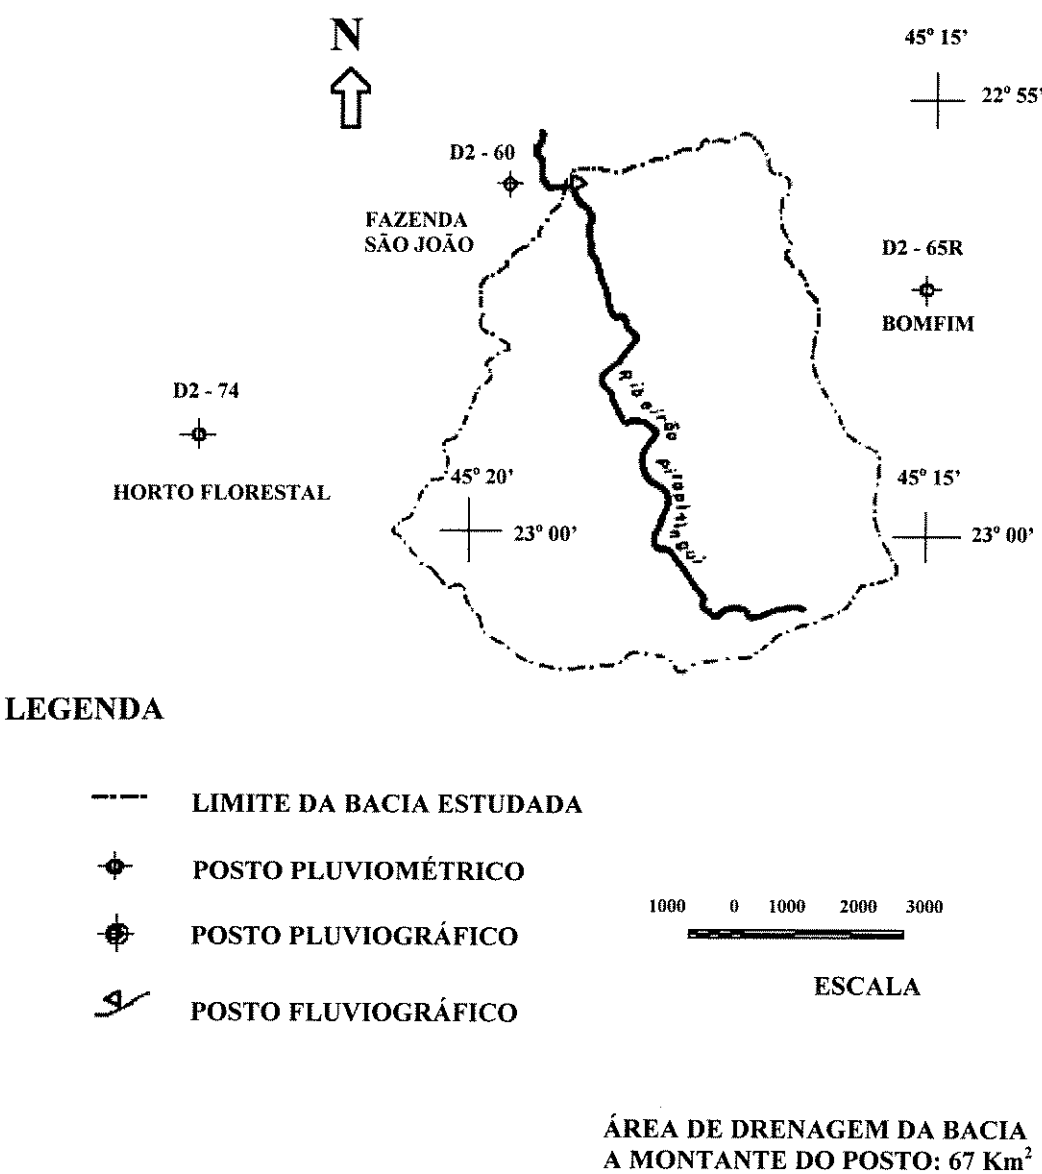 N
45° 15'
22° 55'
D2 - 60
FAZENDA
SÃO JOÃO
D2 - 65R
BOMFIM
D2 - 74
HORTO FLORESTAL
Ribeirão Pirapitingui
45° 20'
23° 00'
45° 15'
23° 00'
LEGENDA
LIMITE DA BACIA ESTUDADA
POSTO PLUVIOMÉTRICO
POSTO PLUVIOGRÁFICO
POSTO FLUVIOGRÁFICO
1000 0 1000 2000 3000
ESCALA
ÁREA DE DRENAGEM DA BACIA
A MONTANTE DO POSTO: 67 Km²